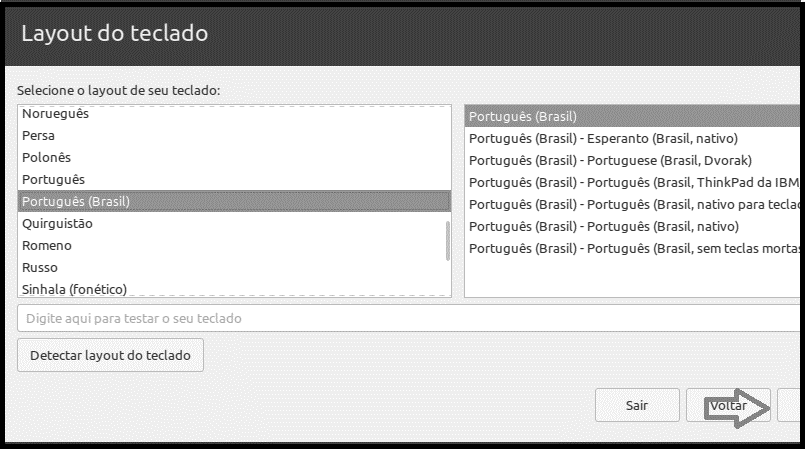 Layout do teclado
Selecione o layout de seu teclado:
Norueguês
Persa
Polonês
Português
Português (Brasil)
Quirguistão
Romeno
Russo
Sinhala (fonético)
Português (Brasil)
Português (Brasil) - Esperanto (Brasil, nativo)
Português (Brasil) - Portuguese (Brasil, Dvorak)
Português (Brasil) - Português (Brasil, ThinkPad da IBM
Português (Brasil) - Português (Brasil, nativo para teclad
Português (Brasil) - Português (Brasil, nativo)
Português (Brasil) - Português (Brasil, sem teclas mortas
Digite aqui para testar o seu teclado
Detectar layout do teclado
Sair
Voltar